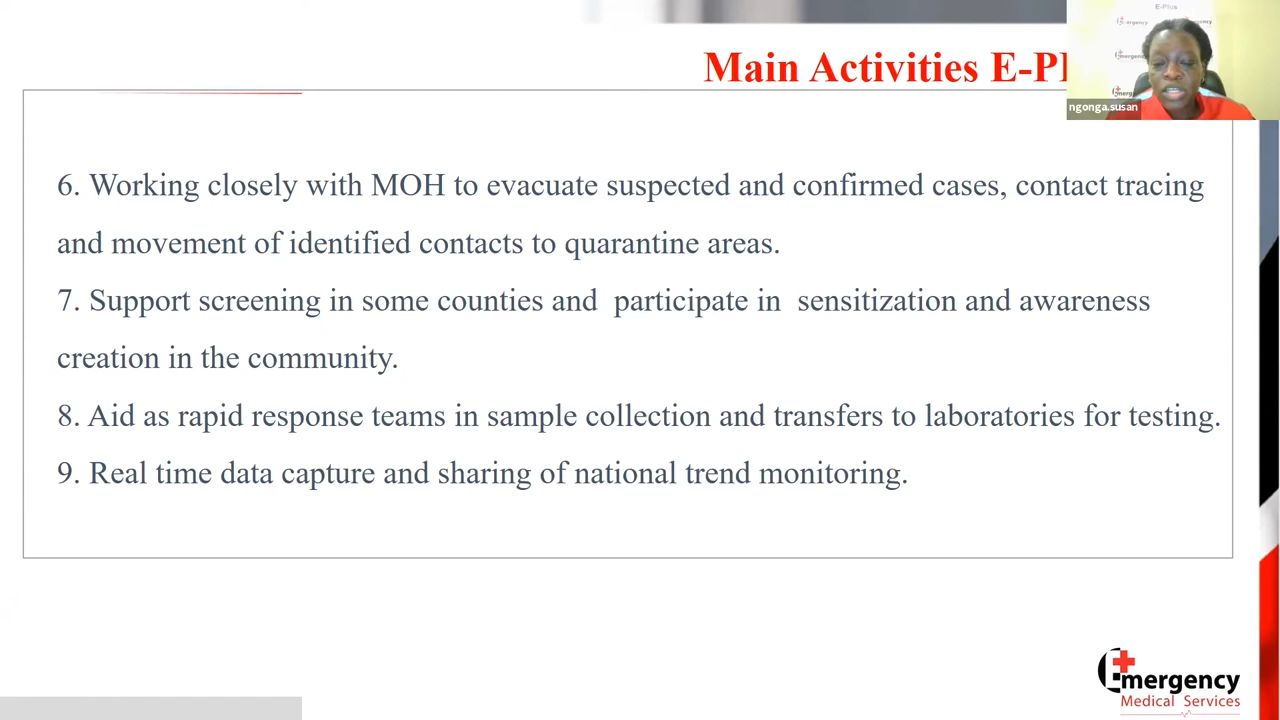 Main Activities E-Pl
E-Plus
ngonga.susan
6. Working closely with MOH to evacuate suspected and confirmed cases, contact tracing
and movement of identified contacts to quarantine areas.
7. Support screening in some counties and  participate in  sensitization and awareness
creation in the community.
8. Aid as rapid response teams in sample collection and transfers to laboratories for testing.
9. Real time data capture and sharing of national trend monitoring.
Emergency
Medical Services